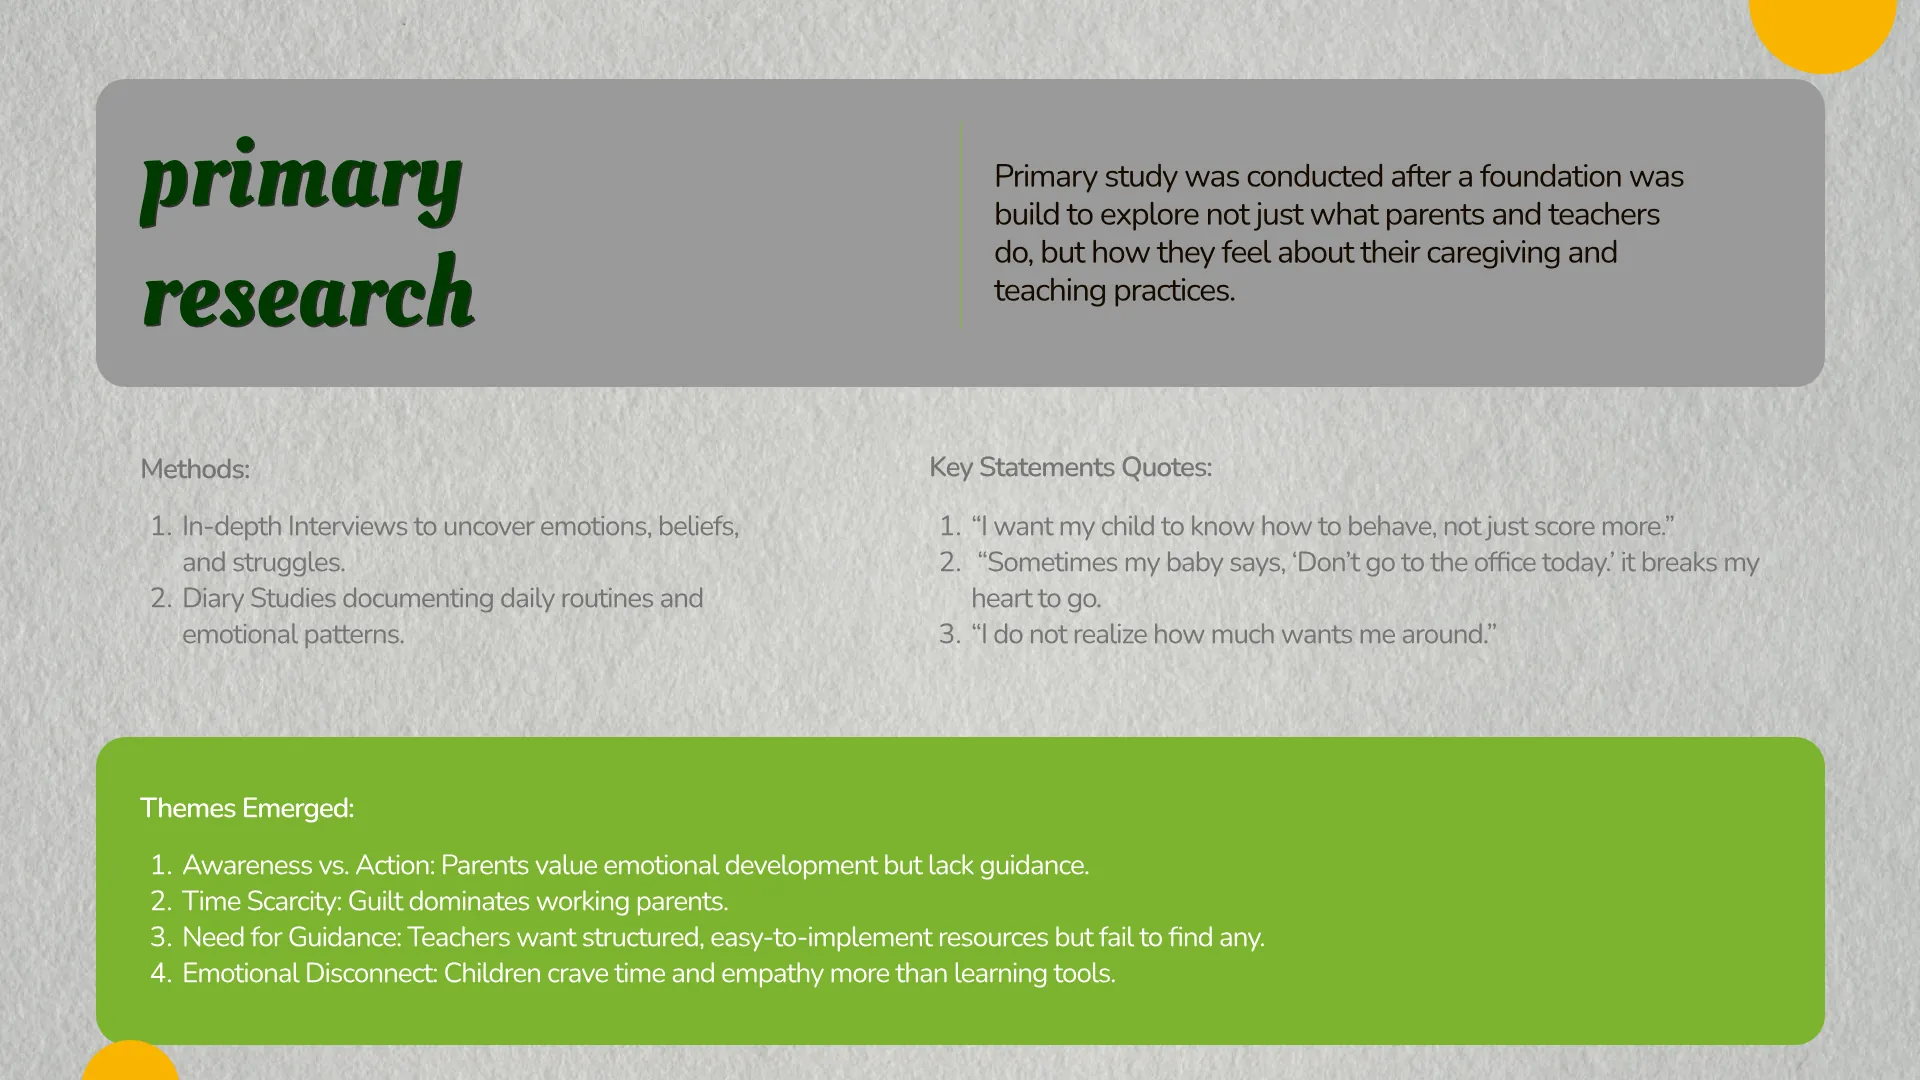 primary
research
Primary study was conducted after a foundation was
build to explore not just what parents and teachers
do, but how they feel about their caregiving and
teaching practices.
Methods:
1. In-depth Interviews to uncover emotions, beliefs,
and struggles.
2. Diary Studies documenting daily routines and
emotional patterns.
Key Statements Quotes:
1. “I want my child to know how to behave, not just score more.”
2. “Sometimes my baby says, ‘Don’t go to the office today.’ it breaks my
heart to go.
3. “I do not realize how much wants me around.”
Themes Emerged:
1. Awareness vs. Action: Parents value emotional development but lack guidance.
2. Time Scarcity: Guilt dominates working parents.
3. Need for Guidance: Teachers want structured, easy-to-implement resources but fail to find any.
4. Emotional Disconnect: Children crave time and empathy more than learning tools.